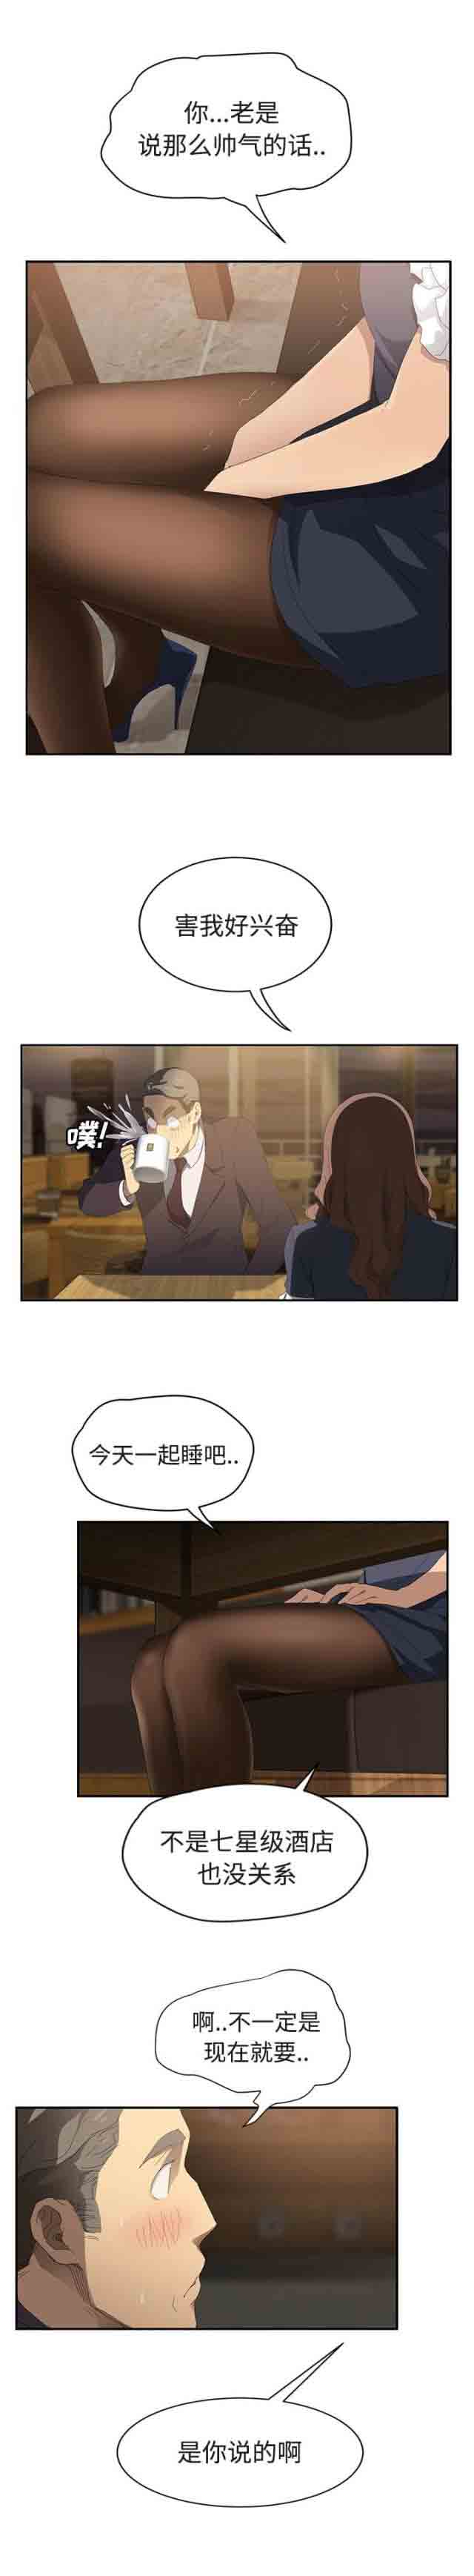 你...老是
说那么帅气的话..
害我好兴奋
噗!
今天一起睡吧..
不是七星级酒店
也没关系
啊..不一定是
现在就要..
是你说的啊